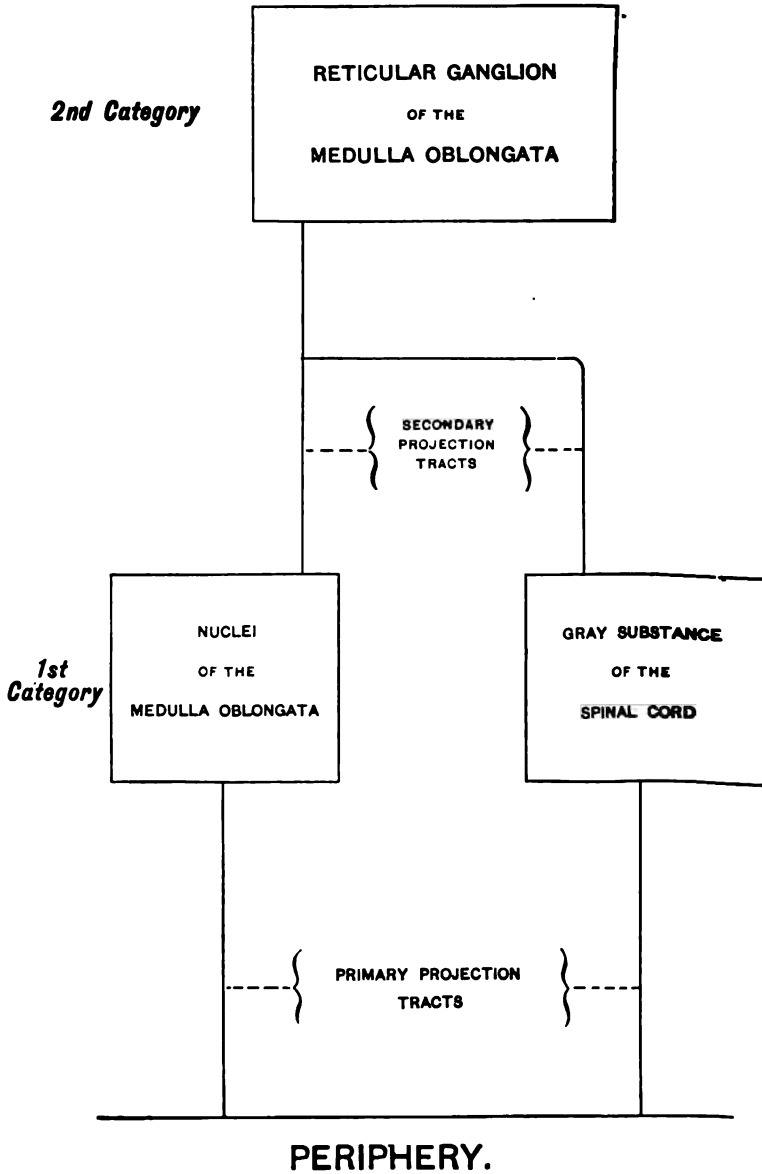 RETICULAR GANGLION
OF THE
MEDULLA OBLONGATA
2nd Category
SECONDARY
PROJECTION
TRACTS
NUCLEI
OF THE
MEDULLA OBLONGATA
GRAY SUBSTANCE
OF THE
SPINAL CORD
1st
Category
PRIMARY PROJECTION
TRACTS
PERIPHERY.